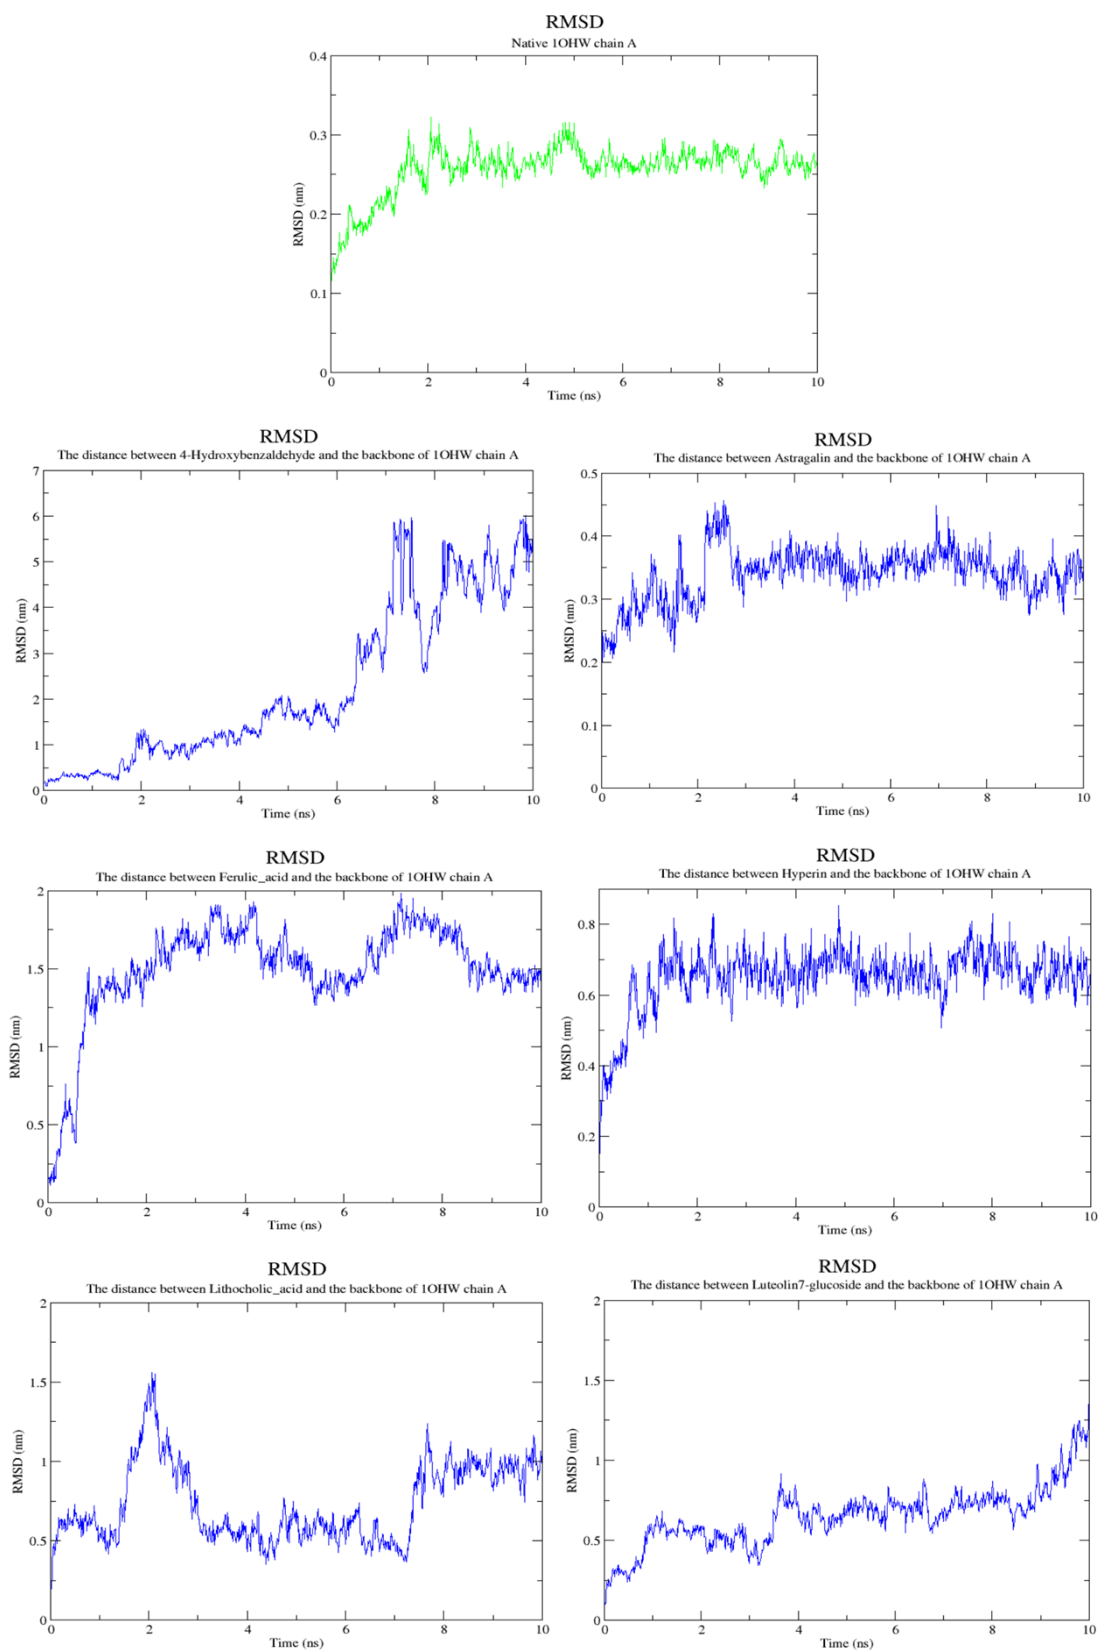 RMSD
Native 1OHW chain A
0.4
0.3
0.2
0.1
0
RMSD (nm)
0 2 4 6 8 10
Time (ns)
RMSD
The distance between 4-Hydroxybenzaldehyde and the backbone of 1OHW chain A
7
6
5
4
3
2
1
0
RMSD (nm)
0 2 4 6 8 10
Time (ns)
RMSD
The distance between Astragalin and the backbone of 1OHW chain A
0.5
0.4
0.3
0.2
0.1
0
RMSD (nm)
0 2 4 6 8 10
Time (ns)
RMSD
The distance between Ferulic_acid and the backbone of 1OHW chain A
2
1.5
1
0.5
0
RMSD (nm)
0 2 4 6 8 10
Time (ns)
RMSD
The distance between Hyperin and the backbone of 1OHW chain A
0.8
0.6
0.4
0.2
0
RMSD (nm)
0 2 4 6 8 10
Time (ns)
RMSD
The distance between Lithocholic_acid and the backbone of 1OHW chain A
2
1.5
1
0.5
0
RMSD (nm)
0 2 4 6 8 10
Time (ns)
RMSD
The distance between Luteolin7-glucoside and the backbone of 1OHW chain A
2
1.5
1
0.5
0
RMSD (nm)
0 2 4 6 8 10
Time (ns)